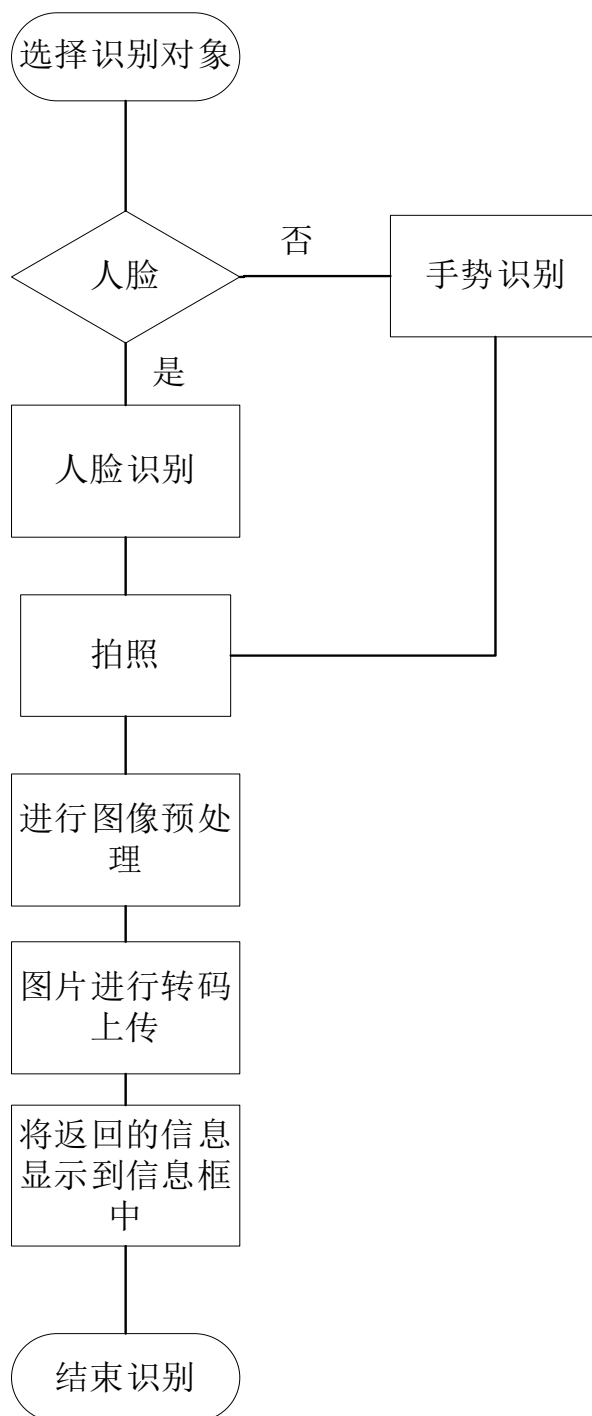 选择识别对象
人脸
否
手势识别
是
人脸识别
拍照
进行图像预处
理
图片进行转码
上传
将返回的信息
显示到信息框
中
结束识别